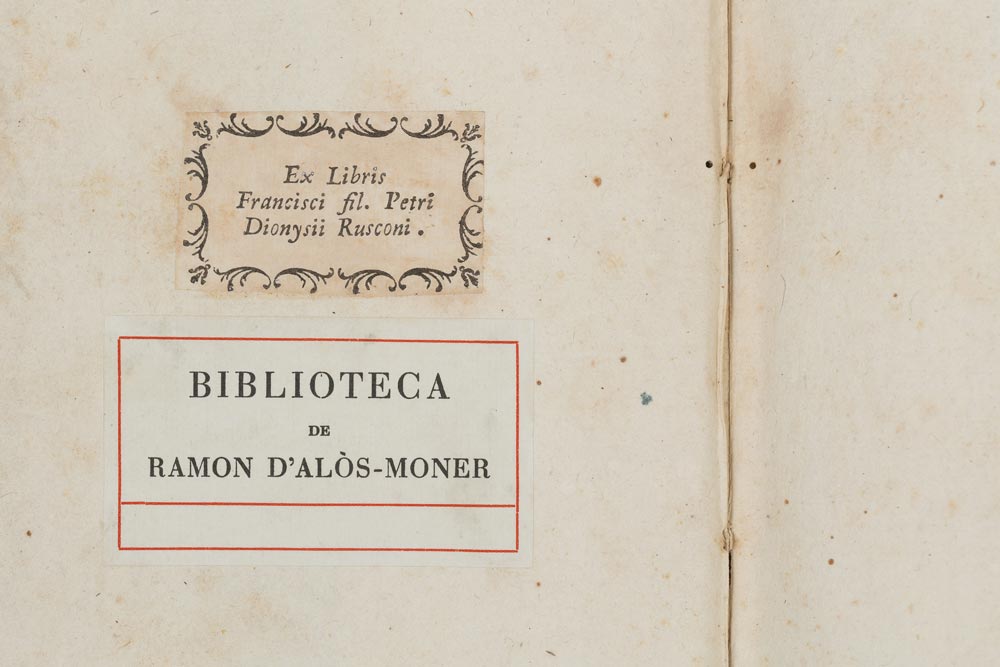 Ex Libris
Francisci fil. Petri
Dionysii Rusconi.
BIBLIOTECA
DE
RAMON D'ALÒS-MONER